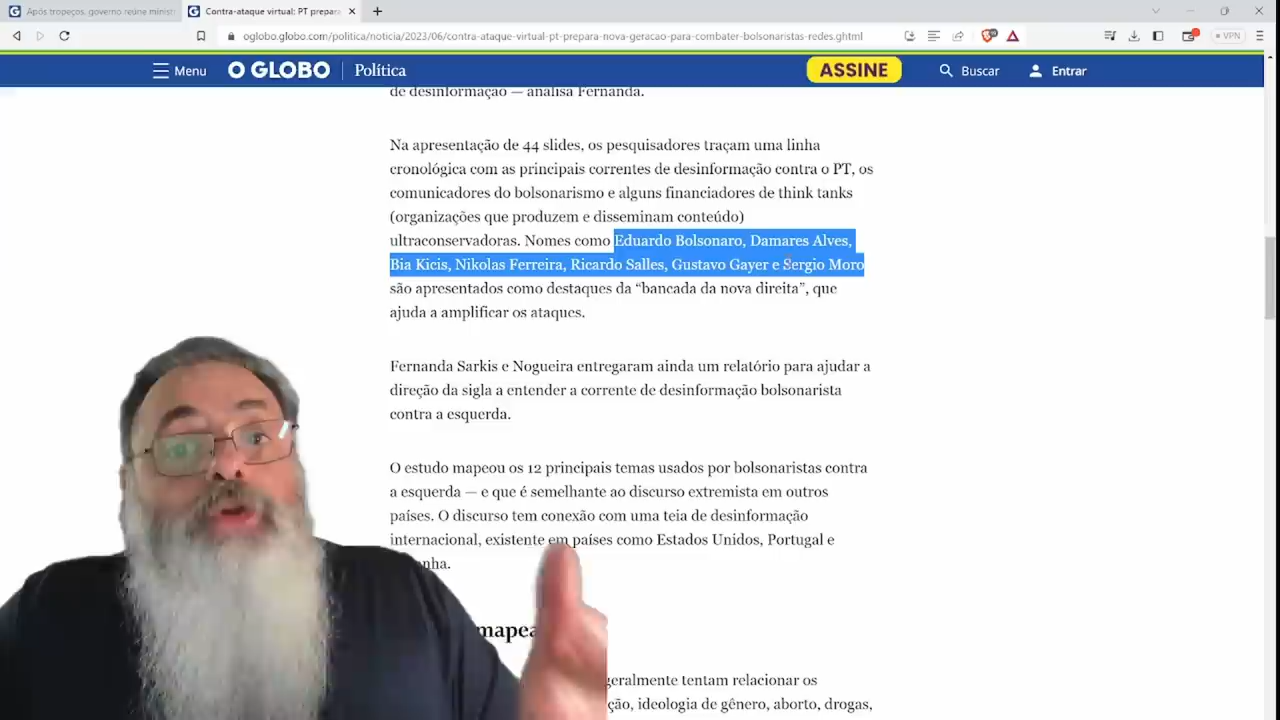 Após tropeços, governo reúne minist
Contra-ataque virtual: PT prepara
oglobo.globo.com/politica/noticia/2023/06/contra-ataque-virtual-pt-prepara-nova-geracao-para-combater-bolsonaristas-redes.ghtml
VPN
Menu O GLOBO Política ASSINE Buscar Entrar
de desinformação — analisa Fernanda.
Na apresentação de 44 slides, os pesquisadores traçam uma linha
cronológica com as principais correntes de desinformação contra o PT, os
comunicadores do bolsonarismo e alguns financiadores de think tanks
(organizações que produzem e disseminam conteúdo)
ultraconservadoras. Nomes como Eduardo Bolsonaro, Damares Alves,
Bia Kicis, Nikolas Ferreira, Ricardo Salles, Gustavo Gayer e Sergio Moro
são apresentados como destaques da “bancada da nova direita”, que
ajuda a amplificar os ataques.
Fernanda Sarkis e Nogueira entregaram ainda um relatório para ajudar a
direção da sigla a entender a corrente de desinformação bolsonarista
contra a esquerda.
O estudo mapeou os 12 principais temas usados por bolsonaristas contra
a esquerda — e que é semelhante ao discurso extremista em outros
países. O discurso tem conexão com uma teia de desinformação
internacional, existente em países como Estados Unidos, Portugal e
nha.
mapea
geralmente tentam relacionar os
ção, ideologia de gênero, aborto, drogas,